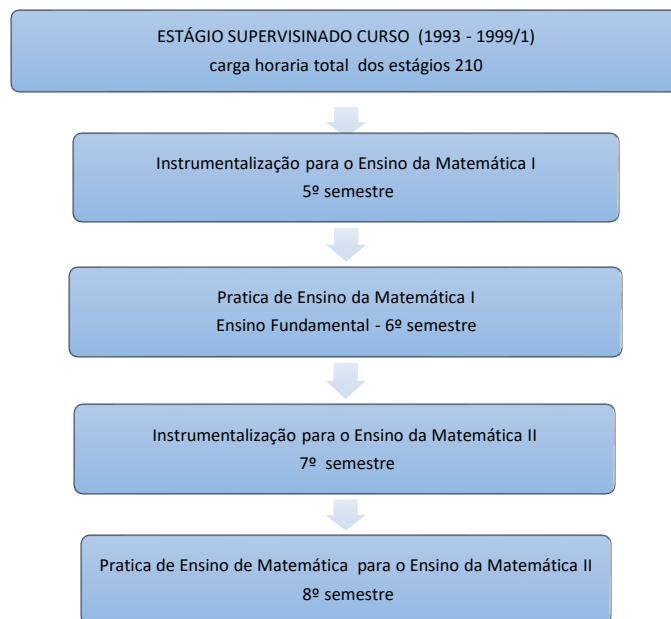 ESTÁGIO SUPERVISINADO CURSO (1993 - 1999/1)
carga horaria total dos estágios 210
Instrumentalização para o Ensino da Matemática I
5º semestre
Pratica de Ensino da Matemática I
Ensino Fundamental - 6º semestre
Instrumentalização para o Ensino da Matemática II
7º semestre
Pratica de Ensino de Matemática para o Ensino da Matemática II
8º semestre